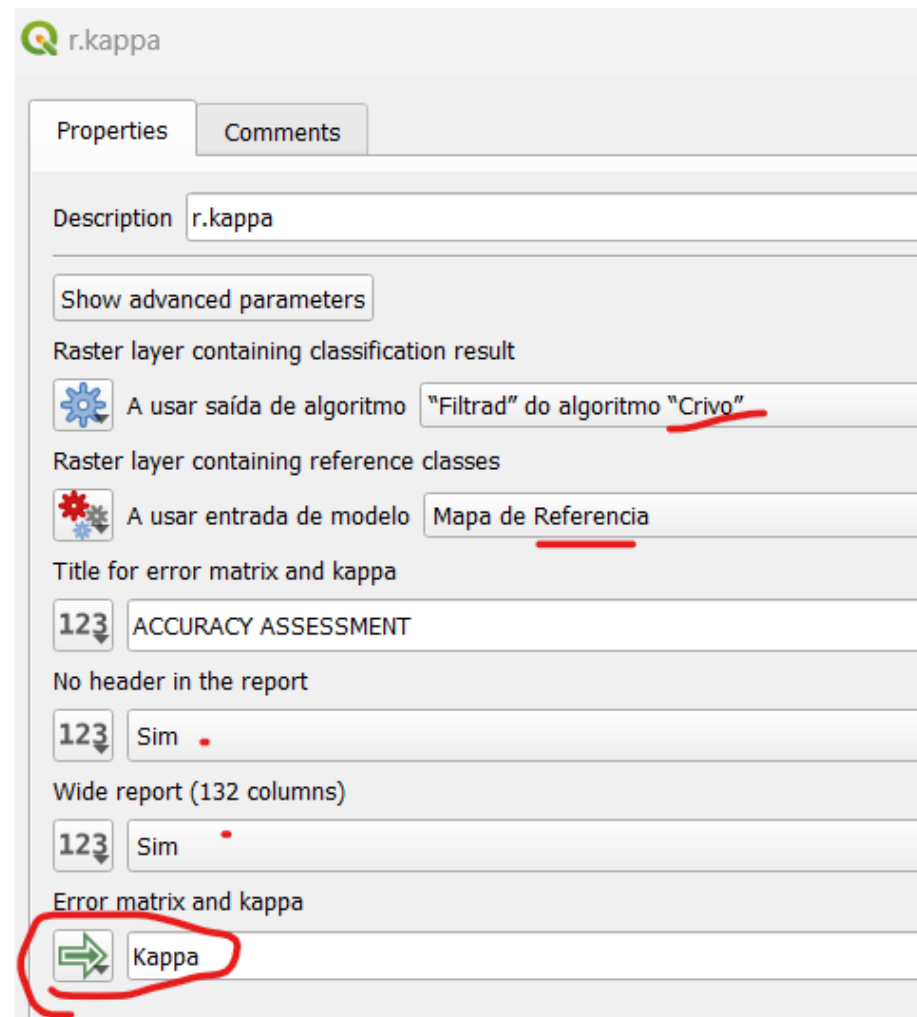 r.kappa
Properties Comments
Description r.kappa
Show advanced parameters
Raster layer containing classification result
A usar saída de algoritmo “Filtrad” do algoritmo “Crivo”
Raster layer containing reference classes
A usar entrada de modelo Mapa de Referencia
Title for error matrix and kappa
123 ACCURACY ASSESSMENT
No header in the report
123 Sim
Wide report (132 columns)
123 Sim
Error matrix and kappa
Kappa